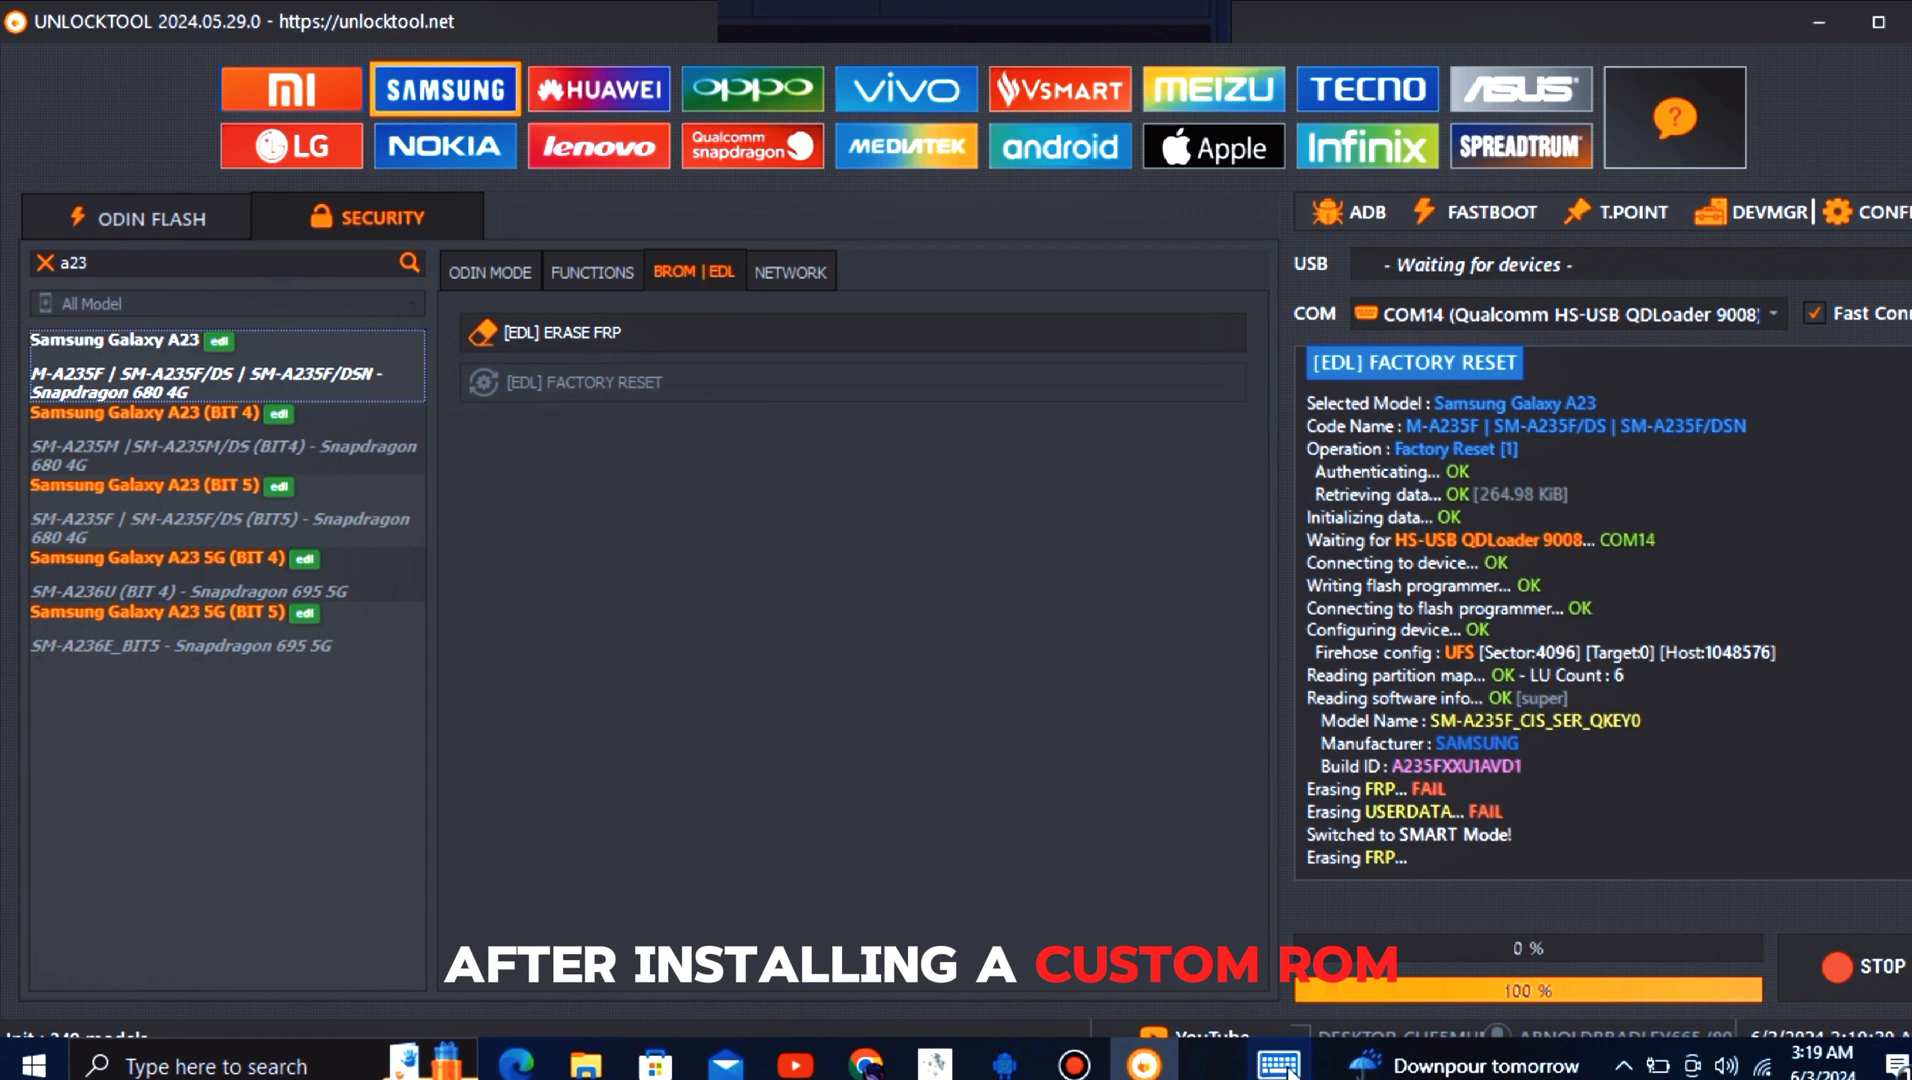 UNLOCKTOOL 2024.05.29.0 - https://unlocktool.net
mi SAMSUNG HUAWEI oppo vivo VSMART MEIZU TECNO ASUS ?
LG NOKIA lenovo Qualcomm snapdragon MEDIATEK android Apple Infinix SPREADTRUM
ODIN FLASH SECURITY
ADB FASTBOOT T.POINT DEVMGR CONFI
a23
All Model
Samsung Galaxy A23 edl
M-A235F | SM-A235F/DS | SM-A235F/DSN -
Snapdragon 680 4G
Samsung Galaxy A23 (BIT 4) edl
SM-A235M |SM-A235M/DS (BIT4) - Snapdragon
680 4G
Samsung Galaxy A23 (BIT 5) edl
SM-A235F | SM-A235F/DS (BIT5) - Snapdragon
680 4G
Samsung Galaxy A23 5G (BIT 4) edl
SM-A236U (BIT 4) - Snapdragon 695 5G
Samsung Galaxy A23 5G (BIT 5) edl
SM-A236E_BIT5 - Snapdragon 695 5G
ODIN MODE FUNCTIONS BROM | EDL NETWORK
[EDL] ERASE FRP
[EDL] FACTORY RESET
USB - Waiting for devices -
COM COM14 (Qualcomm HS-USB QDLoader 9008) Fast Conn
[EDL] FACTORY RESET
Selected Model : Samsung Galaxy A23
Code Name : M-A235F | SM-A235F/DS | SM-A235F/DSN
Operation : Factory Reset [1]
Authenticating... OK
Retrieving data... OK [264.98 KiB]
Initializing data... OK
Waiting for HS-USB QDLoader 9008... COM14
Connecting to device... OK
Writing flash programmer... OK
Connecting to flash programmer... OK
Configuring device... OK
Firehose config : UFS [Sector:4096] [Target:0] [Host:1048576]
Reading partition map... OK - LU Count : 6
Reading software info... OK [super]
Model Name : SM-A235F_CIS_SER_QKEY0
Manufacturer : SAMSUNG
Build ID : A235FXXU1AVD1
Erasing FRP... FAIL
Erasing USERDATA... FAIL
Switched to SMART Mode!
Erasing FRP...
0 %
100 %
STOP
AFTER INSTALLING A CUSTOM ROM
YouTube
Type here to search
Downpour tomorrow
3:19 AM
6/3/2024